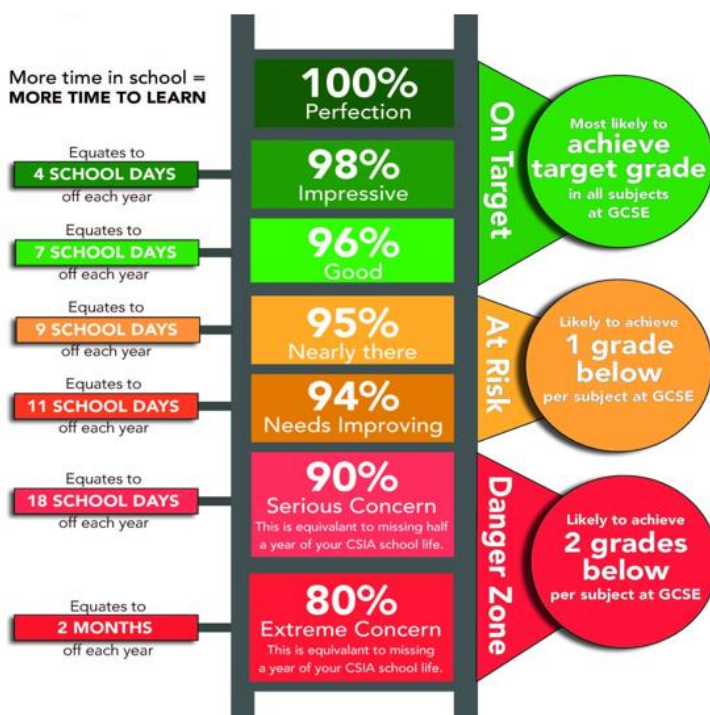 More time in school =
MORE TIME TO LEARN
100%
Perfection
Equates to
4 SCHOOL DAYS
off each year
98%
Impressive
Equates to
7 SCHOOL DAYS
off each year
96%
Good
On Target
Most likely to
achieve
target grade
in all subjects
at GCSE
Equates to
9 SCHOOL DAYS
off each year
95%
Nearly there
Equates to
11 SCHOOL DAYS
off each year
94%
Needs Improving
At Risk
Likely to achieve
1 grade
below
per subject at GCSE
Equates to
18 SCHOOL DAYS
off each year
90%
Serious Concern
This is equivalant to missing half
a year of your CSIA school life.
Equates to
2 MONTHS
off each year
80%
Extreme Concern
This is equivalant to missing
a year of your CSIA school life.
Danger Zone
Likely to achieve
2 grades
below
per subject at GCSE